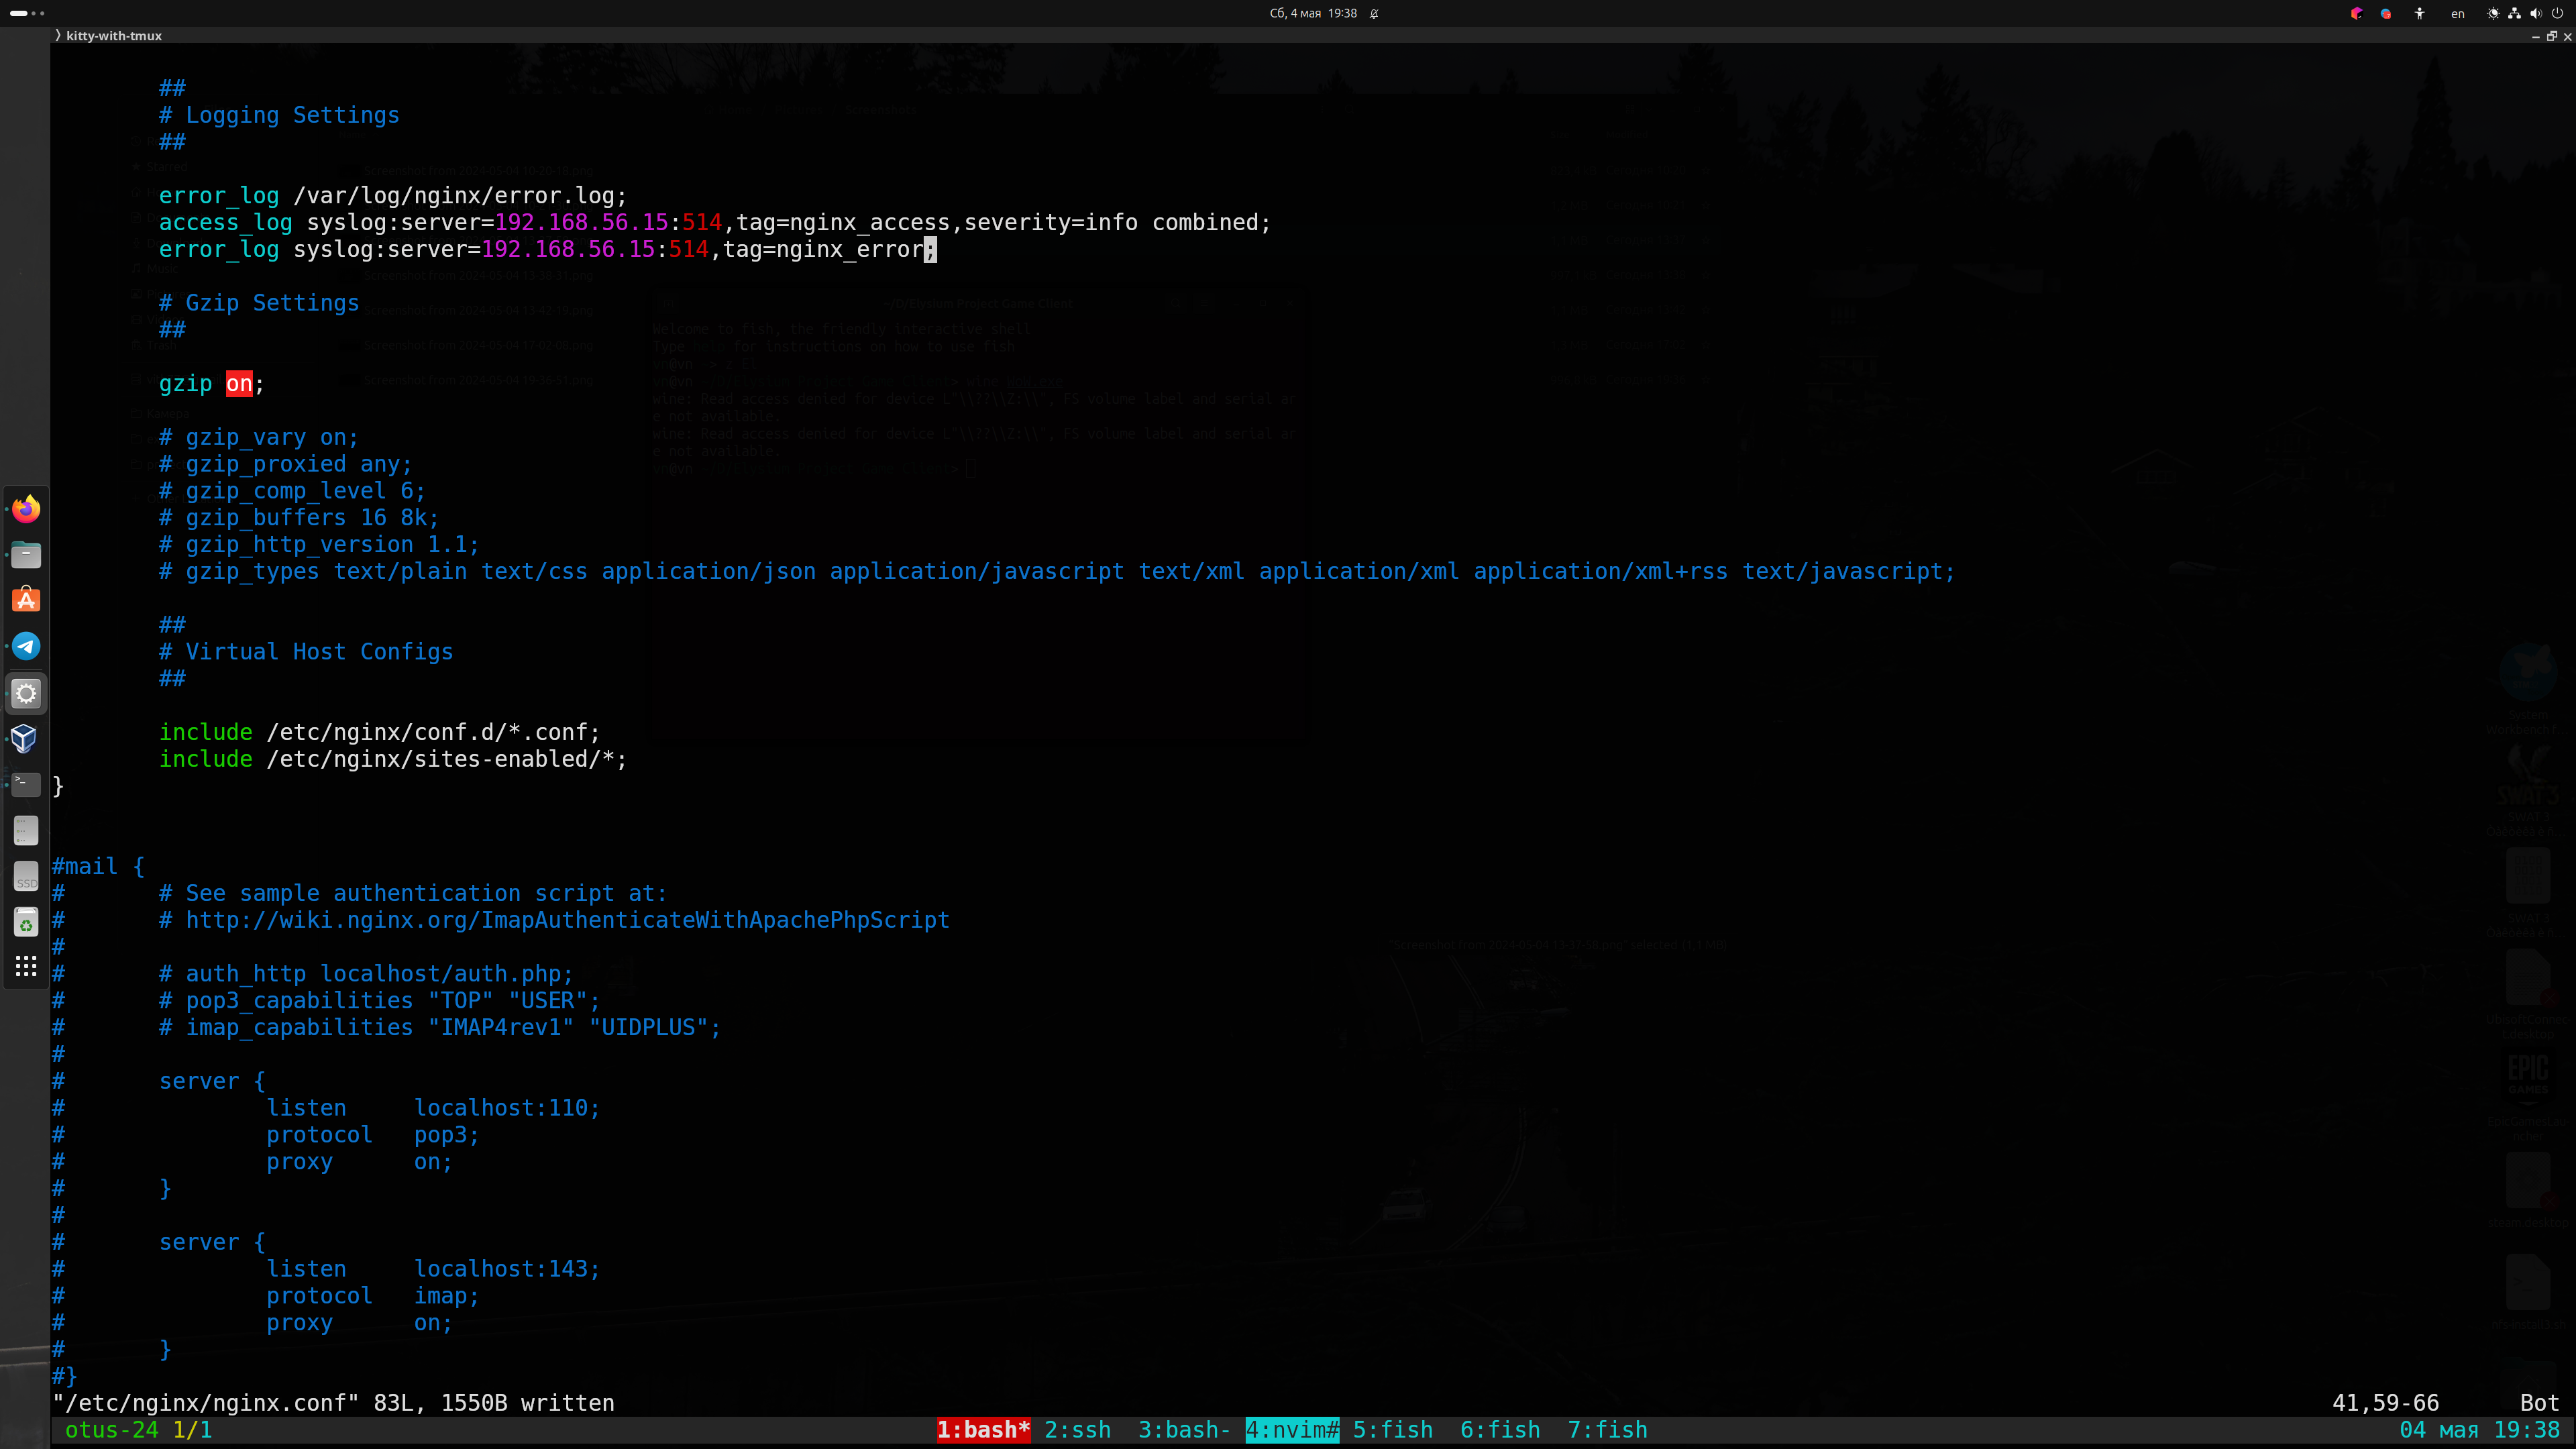 Сб, 4 мая 19:38
en
❭ kitty-with-tmux
##
# Logging Settings
##
error_log /var/log/nginx/error.log;
access_log syslog:server=192.168.56.15:514,tag=nginx_access,severity=info combined;
error_log syslog:server=192.168.56.15:514,tag=nginx_error;
# Gzip Settings
##
gzip on;
# gzip_vary on;
# gzip_proxied any;
# gzip_comp_level 6;
# gzip_buffers 16 8k;
# gzip_http_version 1.1;
# gzip_types text/plain text/css application/json application/javascript text/xml application/xml application/xml+rss text/javascript;
##
# Virtual Host Configs
##
include /etc/nginx/conf.d/*.conf;
include /etc/nginx/sites-enabled/*;
}
#mail {
#       # See sample authentication script at:
#       # http://wiki.nginx.org/ImapAuthenticateWithApachePhpScript
#
#       # auth_http localhost/auth.php;
#       # pop3_capabilities "TOP" "USER";
#       # imap_capabilities "IMAP4rev1" "UIDPLUS";
#
#       server {
#               listen     localhost:110;
#               protocol   pop3;
#               proxy      on;
#       }
#
#       server {
#               listen     localhost:143;
#               protocol   imap;
#               proxy      on;
#       }
#}
"/etc/nginx/nginx.conf" 83L, 1550B written 41,59-66 Bot
otus-24 1/1 1:bash* 2:ssh 3:bash- 4:nvim# 5:fish 6:fish 7:fish 04 мая 19:38